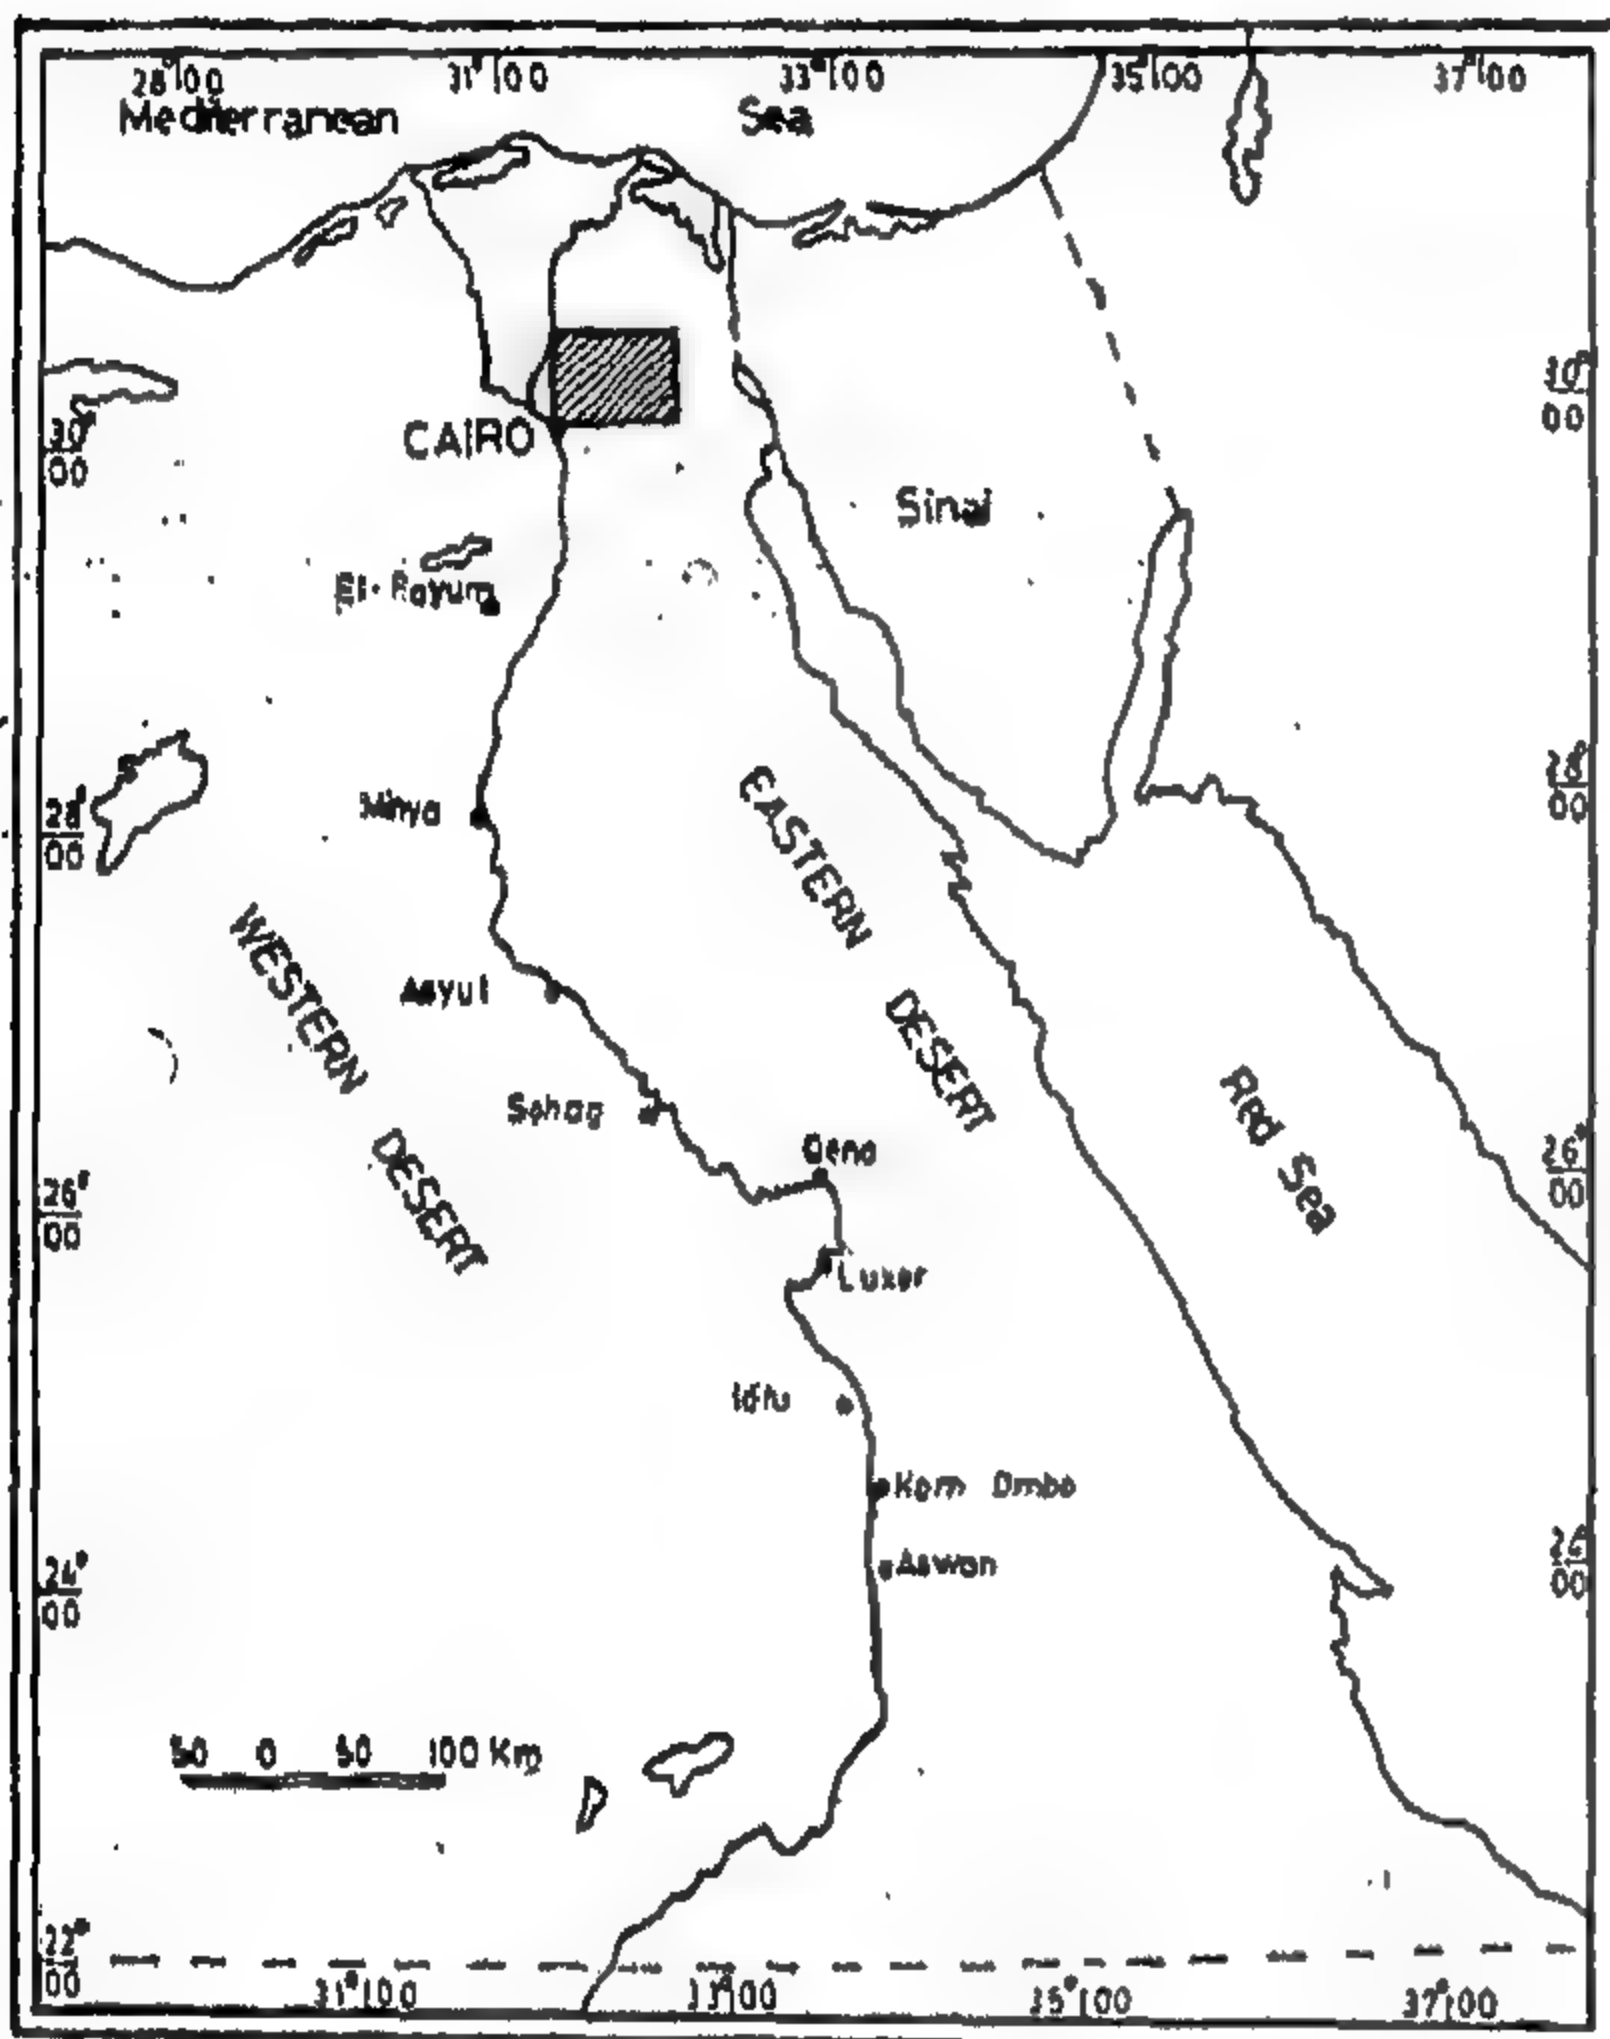 28°00 31°00 33°00 35°00 37°00
Mediterranean Sea
30°
00
CAIRO
30°
00
Sinai
El-Fayum
28°
00
Minya
28°
00
EASTERN DESERT
WESTERN DESERT
Asyut
Sohag
Qena
Red Sea
26°
00
26°
00
Luxer
Idfu
Kom Ombo
Aswan
24°
00
24°
00
50 0 50 100 Km
22°
00
31°00 33°00 35°00 37°00